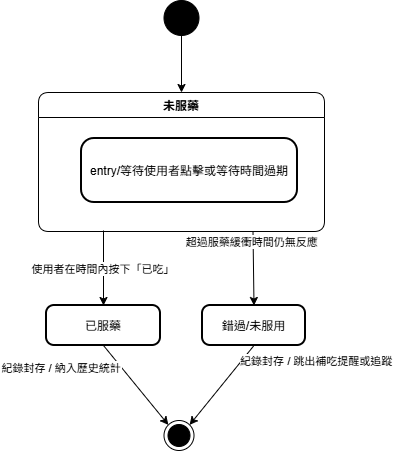 未服藥
entry/等待使用者點擊或等待時間過期
超過服藥緩衝時間仍無反應
使用者在時間內按下「已吃」
已服藥
錯過/未服用
紀錄封存 / 納入歷史統計
紀錄封存 / 跳出補吃提醒或追蹤